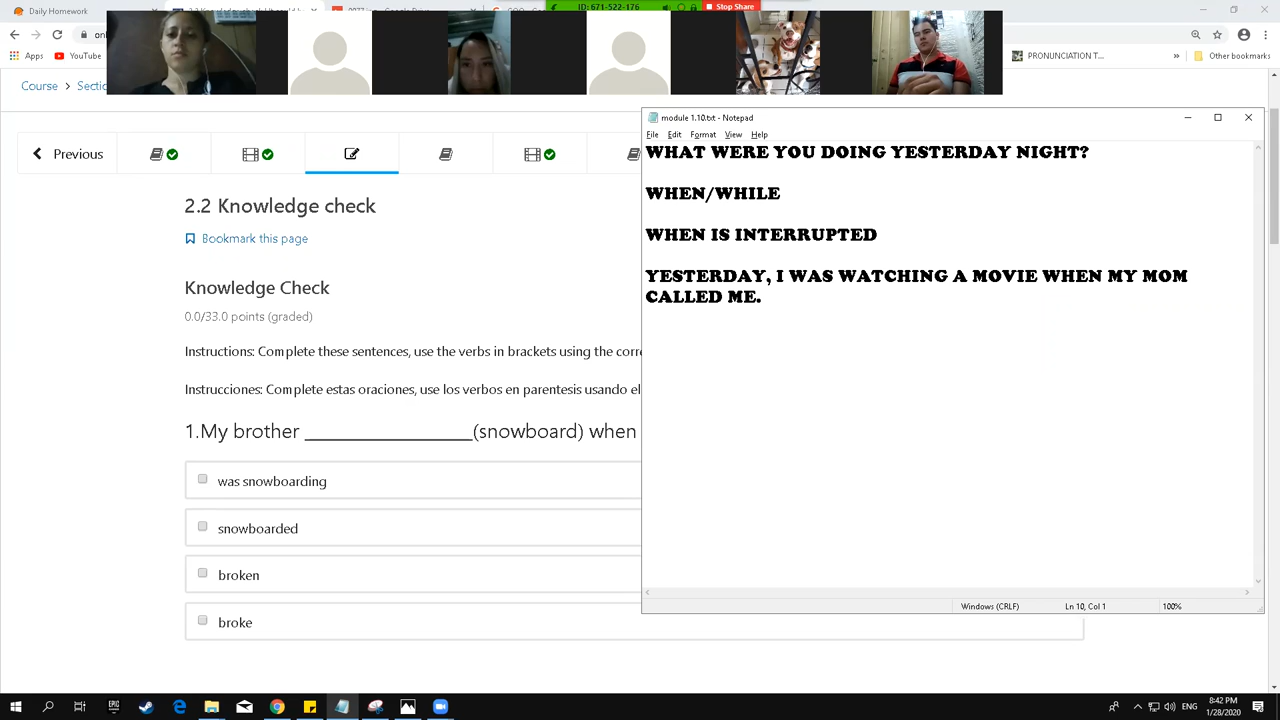 Daily Homework
ID: 671-522-176
Stop Share
Apps
YouTube
PRONUNCIATION T...
»
Other bookmarks
Course
Previous
2.2 Knowledge check
Bookmark this page
Knowledge Check
0.0/33.0 points (graded)
Instructions: Complete these sentences, use the verbs in brackets using the corre
Instrucciones: Complete estas oraciones, use los verbos en parentesis usando el
1.My brother ________________(snowboard) when
was snowboarding
snowboarded
broken
broke
module 1.10.txt - Notepad
File Edit Format View Help
WHAT WERE YOU DOING YESTERDAY NIGHT?
WHEN/WHILE
WHEN IS INTERRUPTED
YESTERDAY, I WAS WATCHING A MOVIE WHEN MY MOM
CALLED ME.
Windows (CRLF)
Ln 10, Col 1
100%
EPIC
8:42 PM
1/28/2020